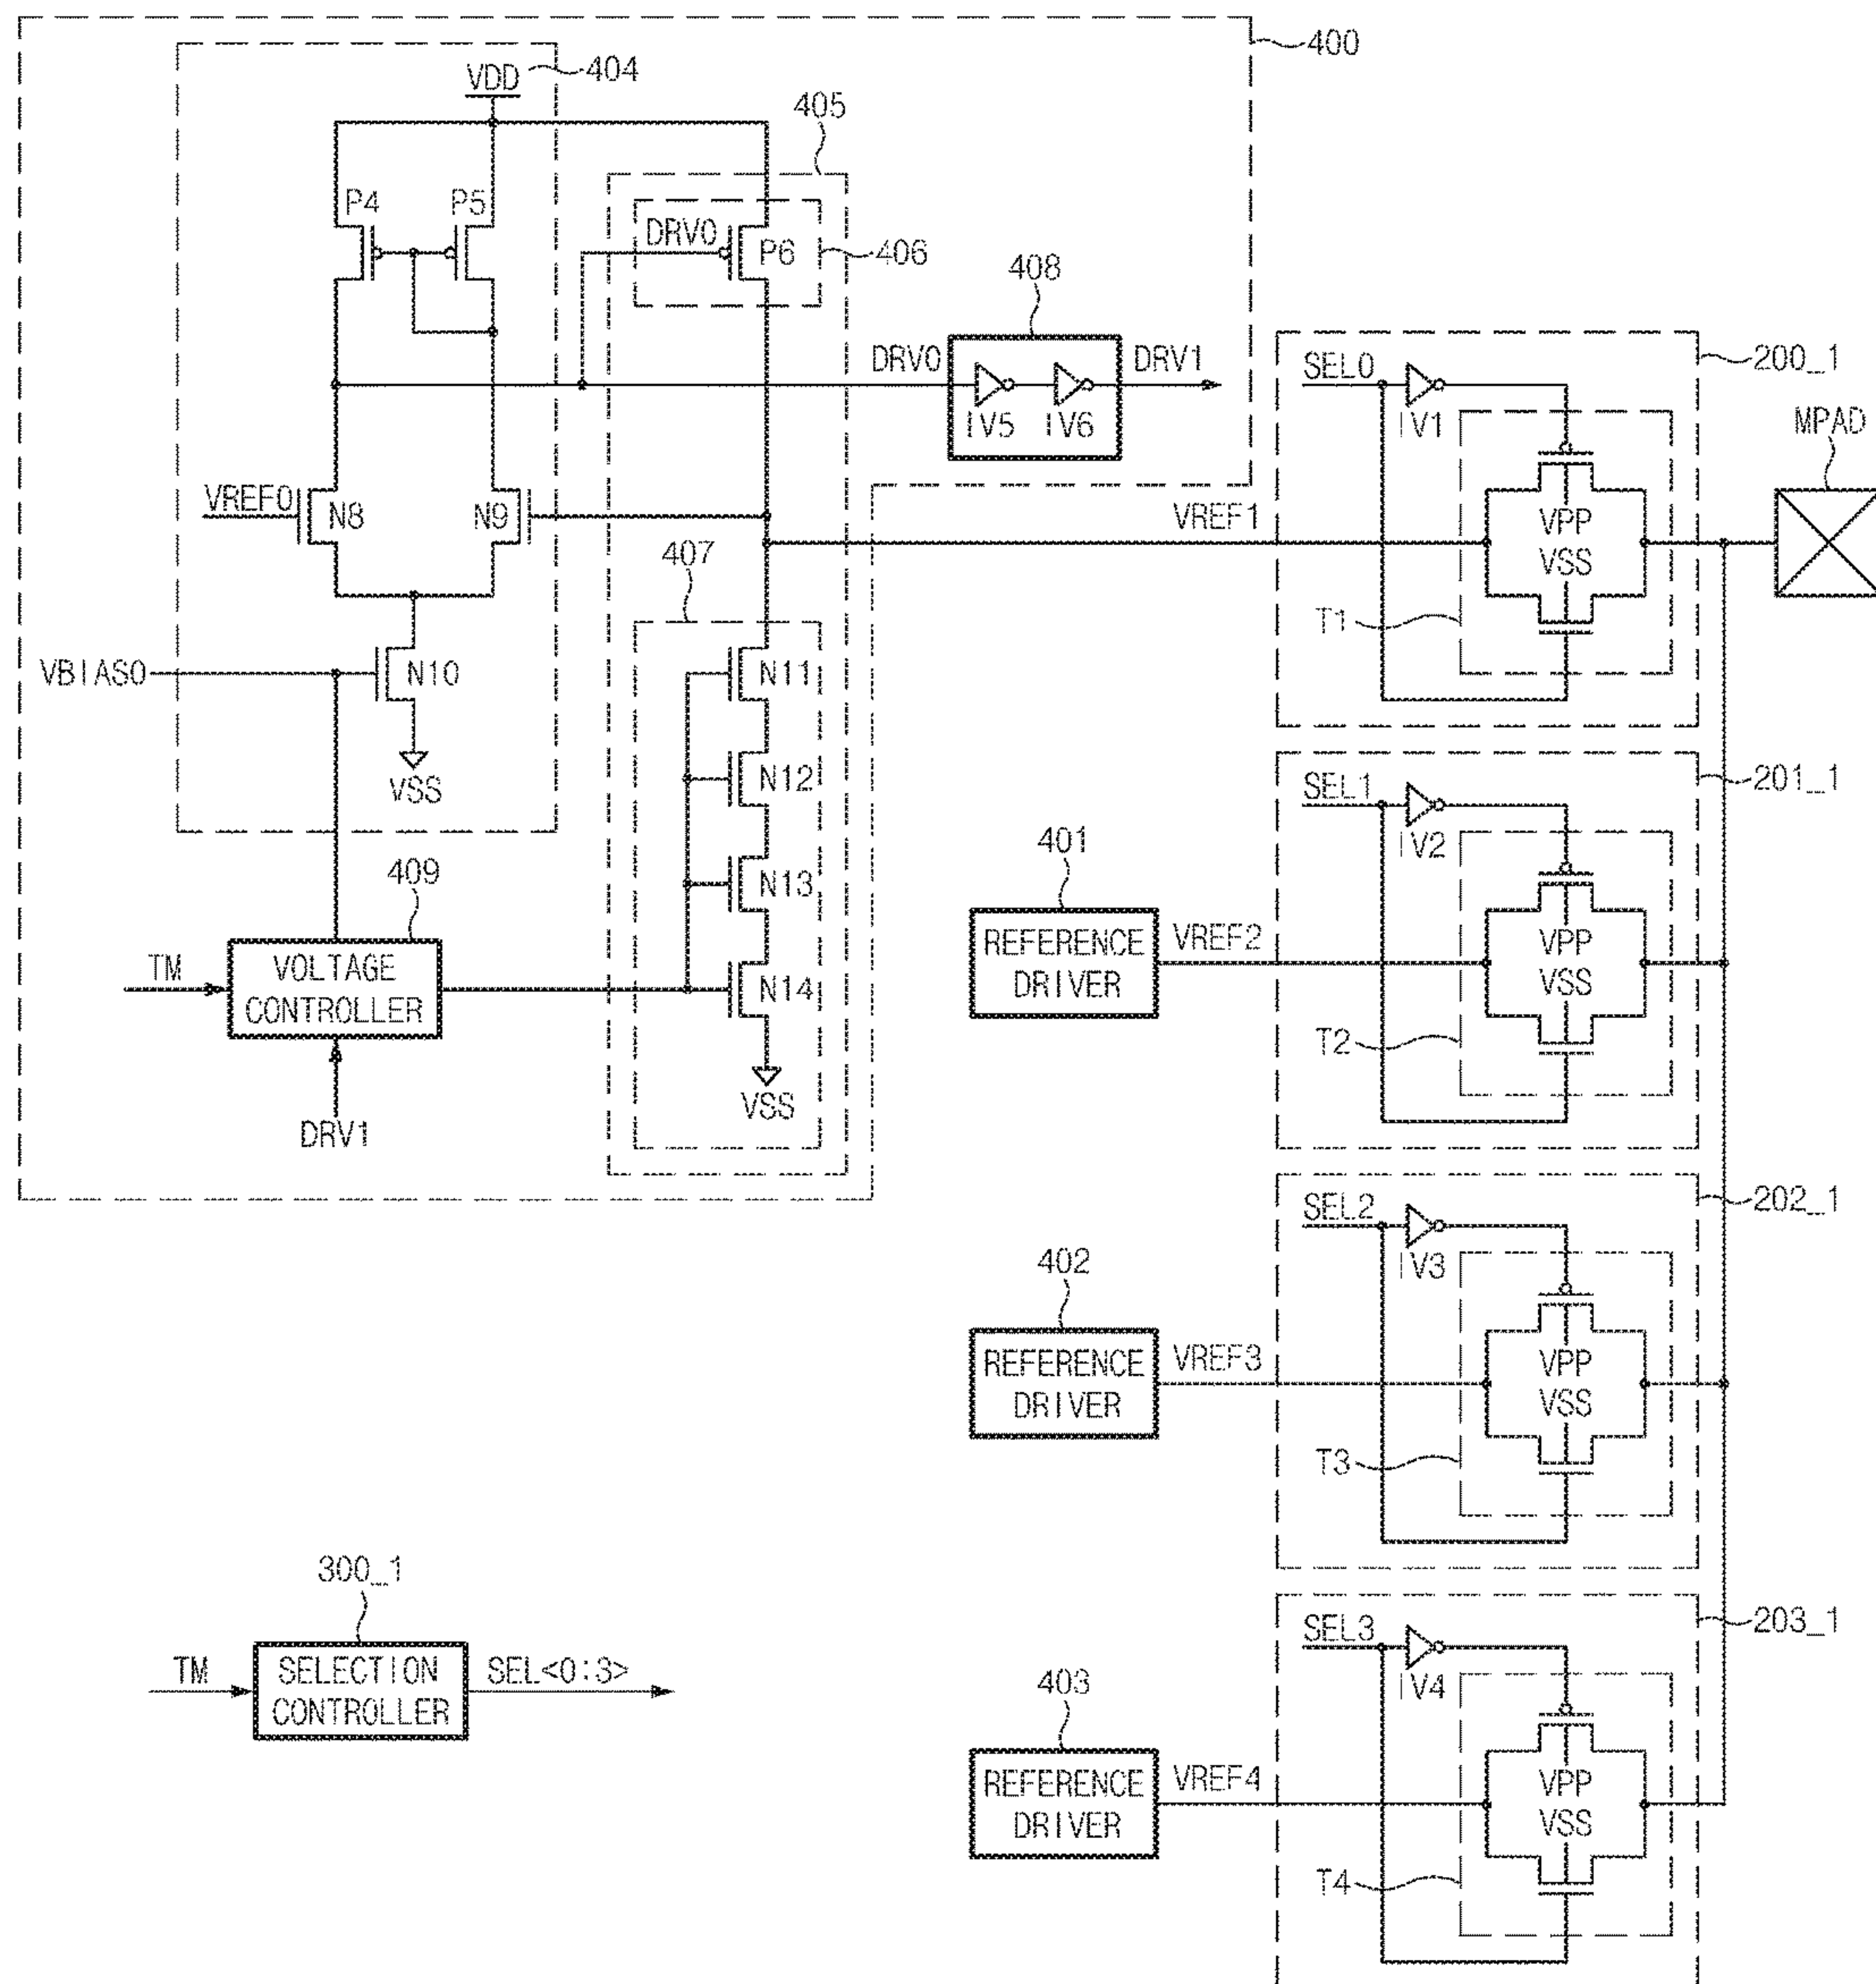 400
404
VDD
405
P4
P5
DRV0
P6
406
408
DRV0
DRV1
IV5
IV6
200_1
SEL0
IV1
MPAD
VREF0
N8
N9
VREF1
VPP
VSS
T1
407
VBIAS0
N10
N11
VSS
N12
409
N13
TM
VOLTAGE
CONTROLLER
N14
DRV1
VSS
201_1
SEL1
IV2
401
REFERENCE
DRIVER
VREF2
VPP
VSS
T2
202_1
SEL2
IV3
402
REFERENCE
DRIVER
VREF3
VPP
VSS
T3
300_1
TM
SELECTION
CONTROLLER
SEL<0:3>
203_1
SEL3
IV4
403
REFERENCE
DRIVER
VREF4
VPP
VSS
T4